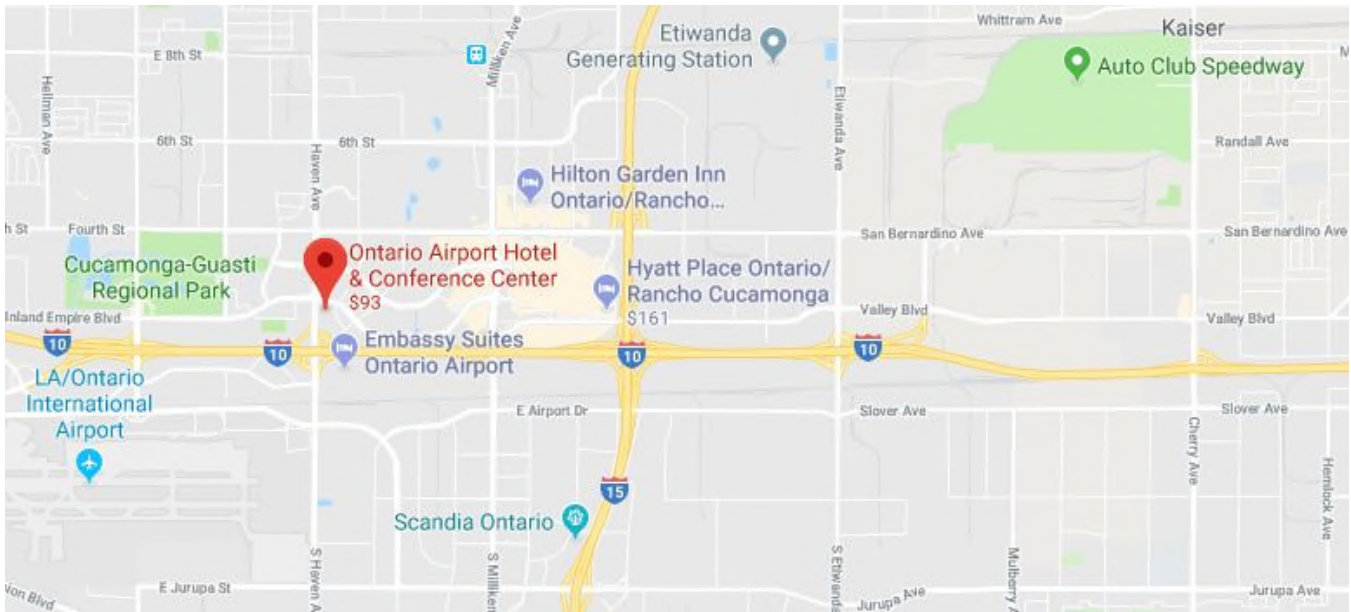 Whittram Ave
Kaiser
E 8th St
Milliken Ave
Etiwanda
Generating Station
Auto Club Speedway
Hellman Ave
Etiwanda Ave
6th St
6th St
Randall Ave
Haven Ave
Hilton Garden Inn
Ontario/Rancho...
h St
Fourth St
San Bernardino Ave
San Bernardino Ave
Cucamonga-Guasti
Regional Park
Ontario Airport Hotel
& Conference Center
$93
Hyatt Place Ontario/
Rancho Cucamonga
$161
Inland Empire Blvd
Valley Blvd
Valley Blvd
10
10
10
10
Embassy Suites
Ontario Airport
LA/Ontario
International
Airport
E Airport Dr
Slover Ave
Slover Ave
Cherry Ave
Hemlock Ave
15
Scandia Ontario
S Haven A
S Milliken
S Etiwanda
Mulberry A
E Jurupa St
Jurupa Ave
Jurupa Ave